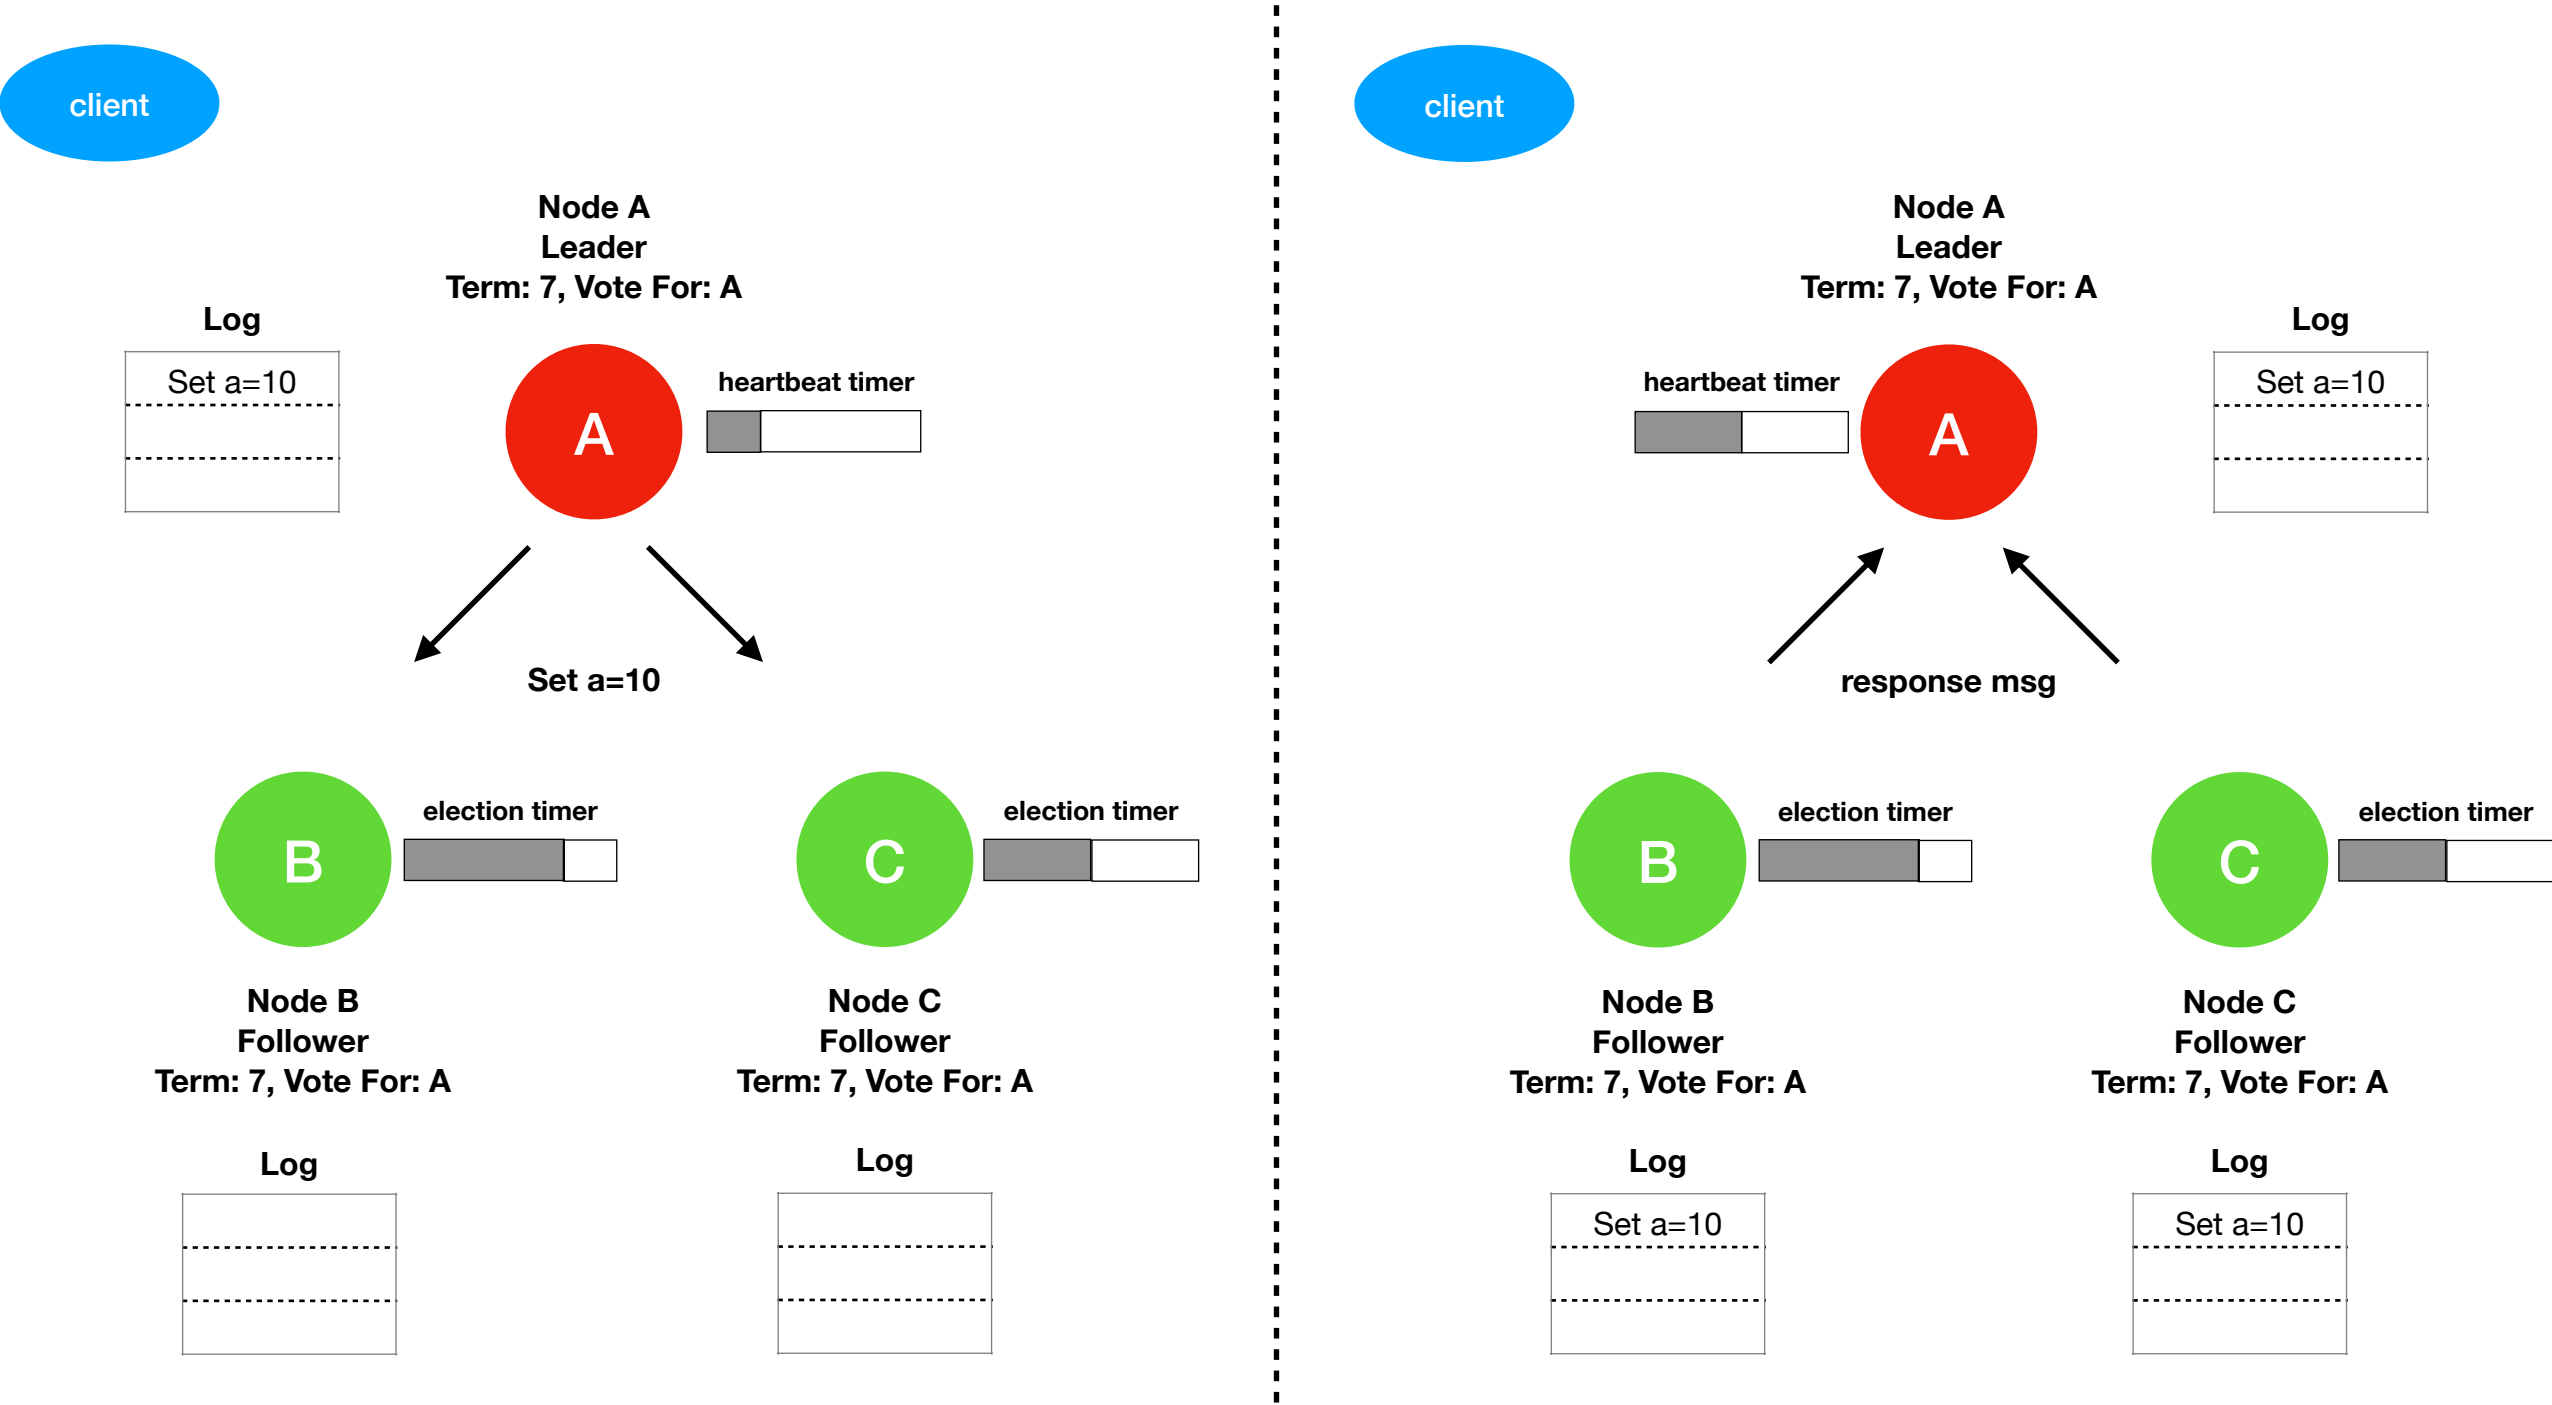 client
Node A
Leader
Term: 7, Vote For: A
Log
Set a=10
A
heartbeat timer
Set a=10
B
election timer
C
election timer
Node B
Follower
Term: 7, Vote For: A
Node C
Follower
Term: 7, Vote For: A
Log
Log
client
Node A
Leader
Term: 7, Vote For: A
heartbeat timer
A
Log
Set a=10
response msg
B
election timer
C
election timer
Node B
Follower
Term: 7, Vote For: A
Node C
Follower
Term: 7, Vote For: A
Log
Set a=10
Log
Set a=10